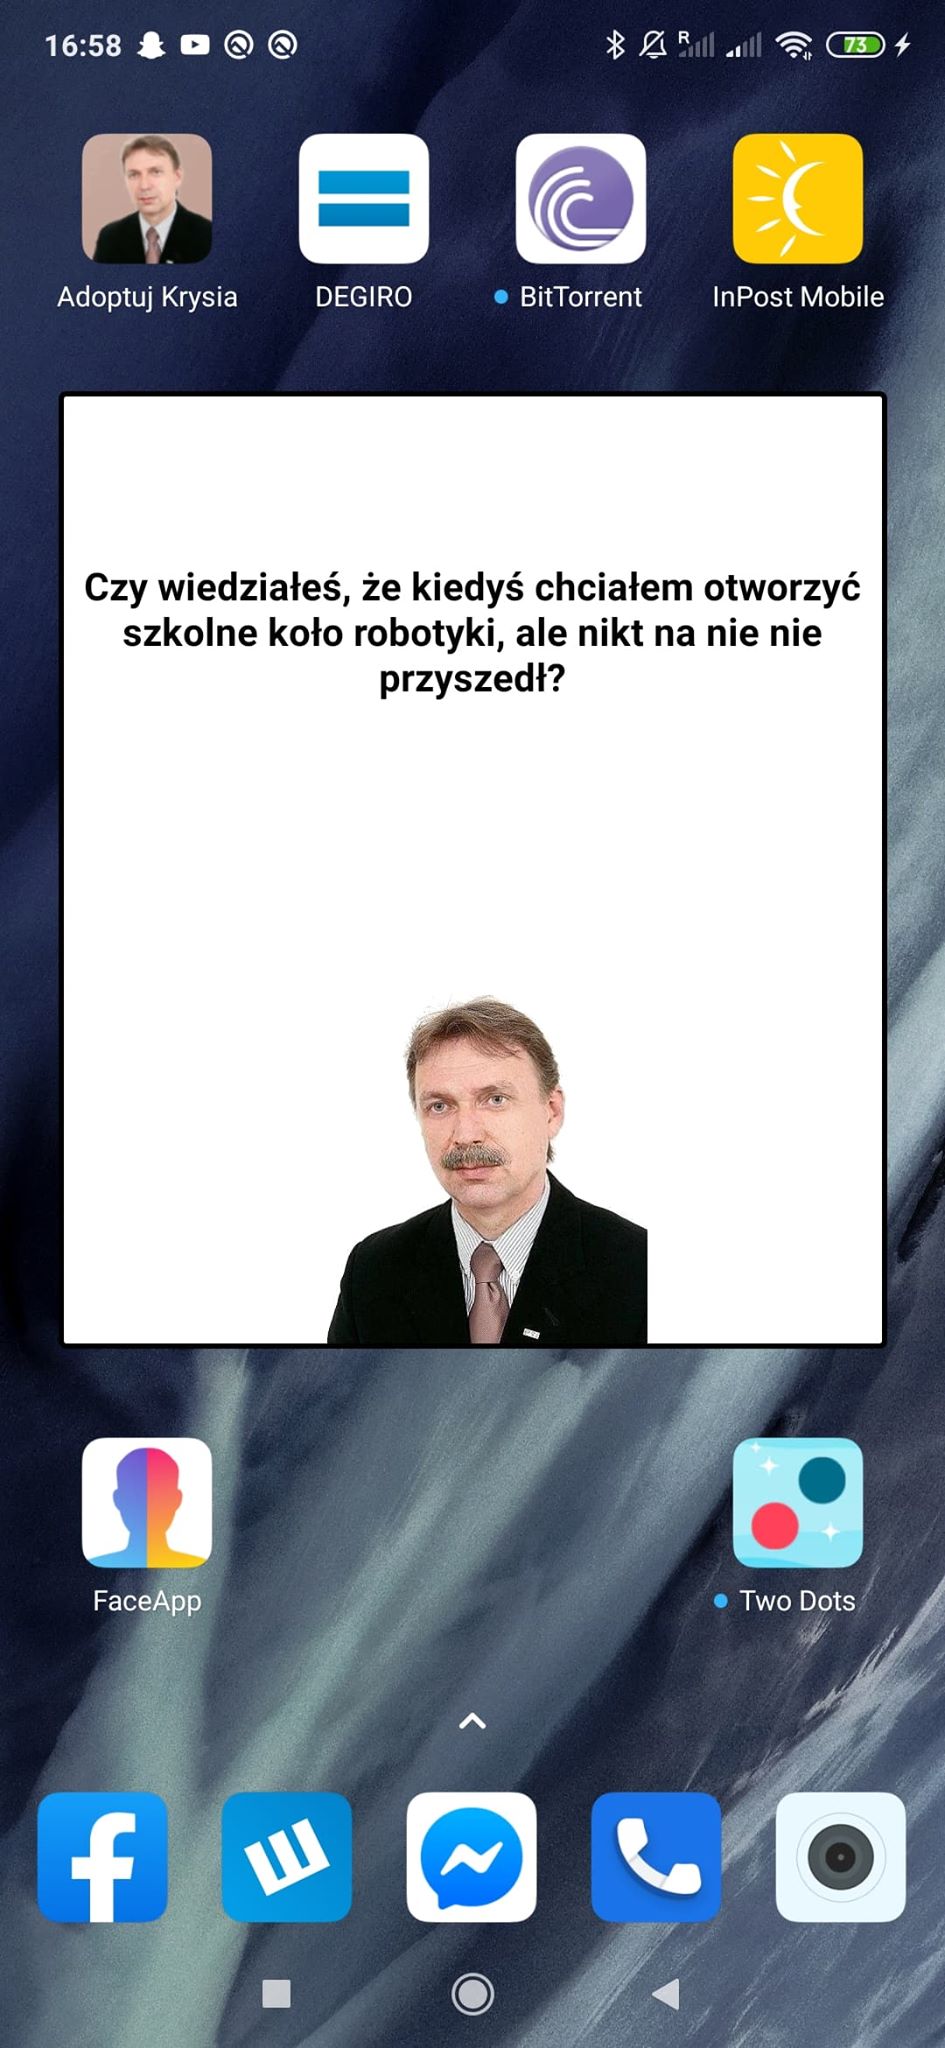 16:58
R
73
Adoptuj Krysia
DEGIRO
BitTorrent
InPost Mobile
Czy wiedziałeś, że kiedyś chciałem otworzyć
szkolne koło robotyki, ale nikt na nie nie
przyszedł?
FaceApp
Two Dots